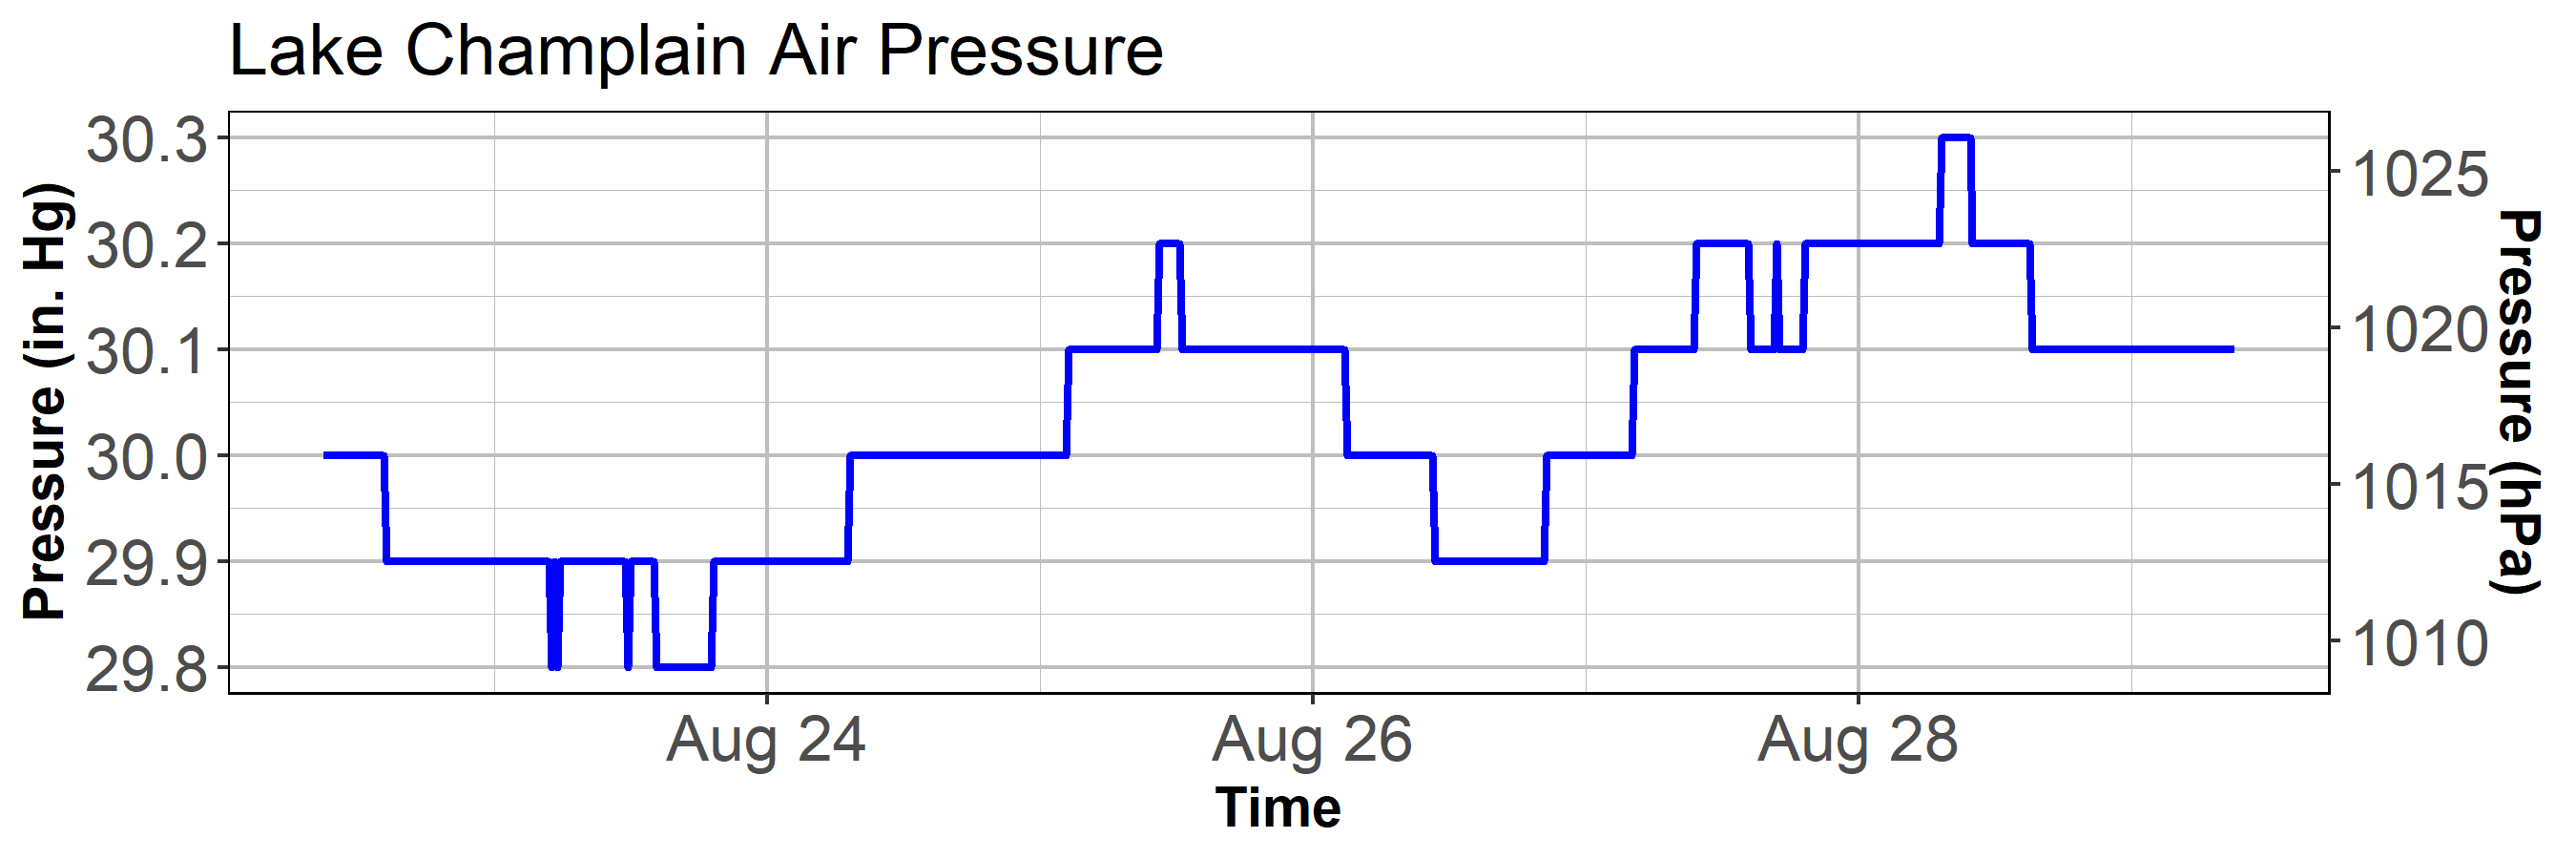 Lake Champlain Air Pressure
Pressure (in. Hg)
30.3
30.2
30.1
30.0
29.9
29.8
1025
1020
1015
1010
Pressure (hPa)
Aug 24 Aug 26 Aug 28
Time